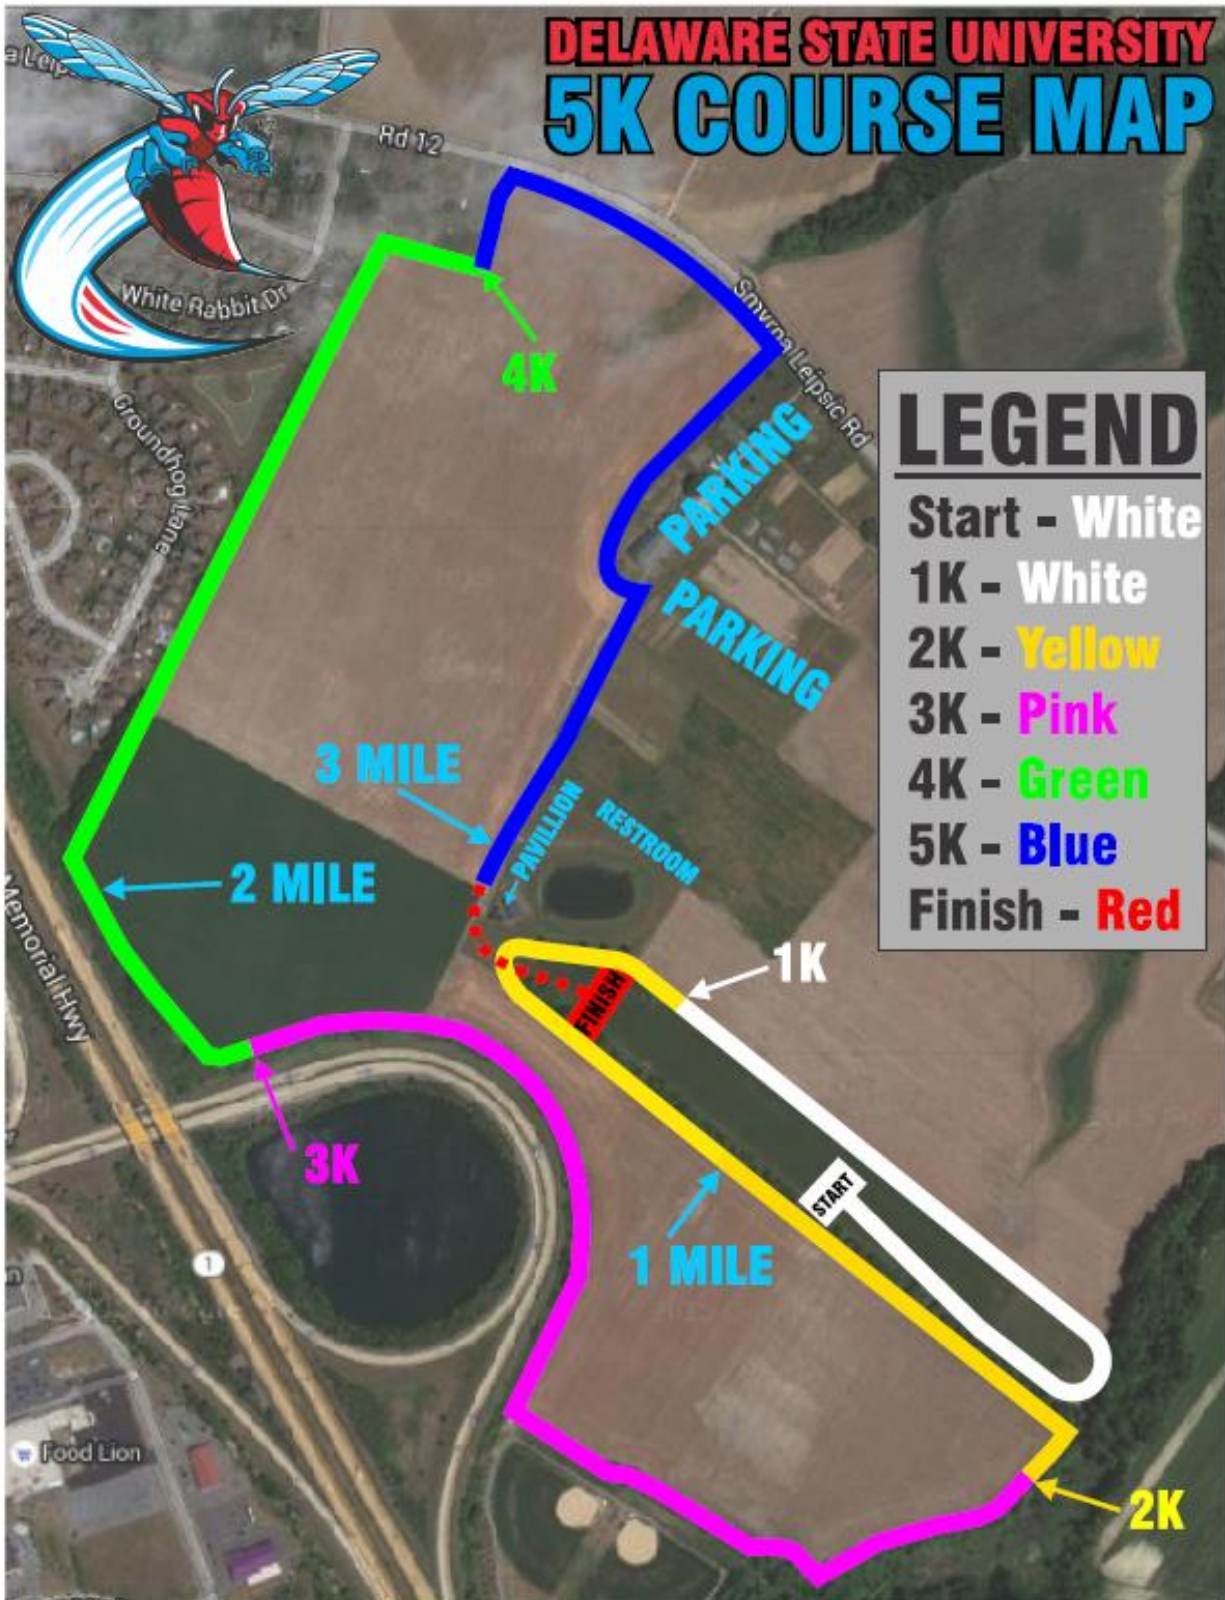 DELAWARE STATE UNIVERSITY
5K COURSE MAP
Rd 12
White Rabbit Dr
Smyrna Leipsic Rd
4K
Groundhog Lane
PARKING
PARKING
LEGEND
Start - White
1K - White
2K - Yellow
3K - Pink
4K - Green
5K - Blue
Finish - Red
3 MILE
PAVILLION
RESTROOM
2 MILE
Memorial Hwy
1K
FINISH
3K
START
1 MILE
1
Food Lion
2K